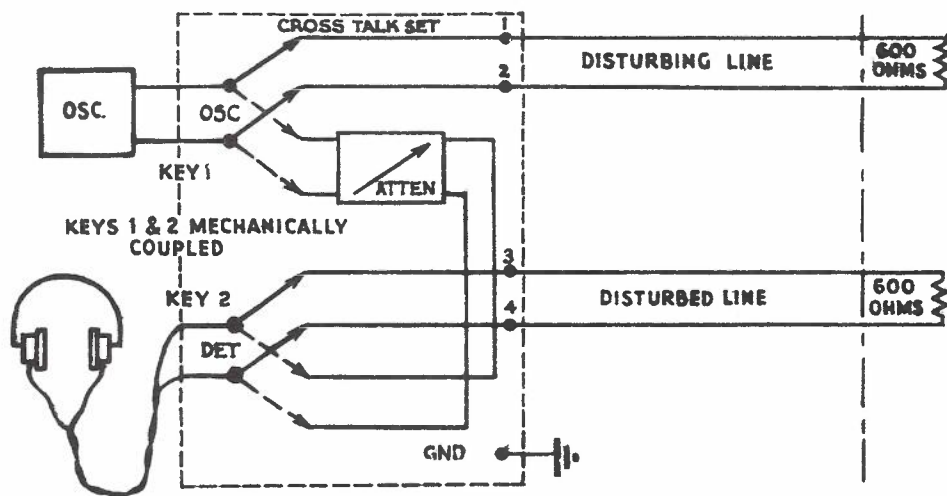 CROSS TALK SET
1
DISTURBING LINE
600
OHMS
2
OSC.
OSC
KEY 1
ATTEN
KEYS 1 & 2 MECHANICALLY
COUPLED
3
KEY 2
DISTURBED LINE
600
OHMS
4
DET
GND